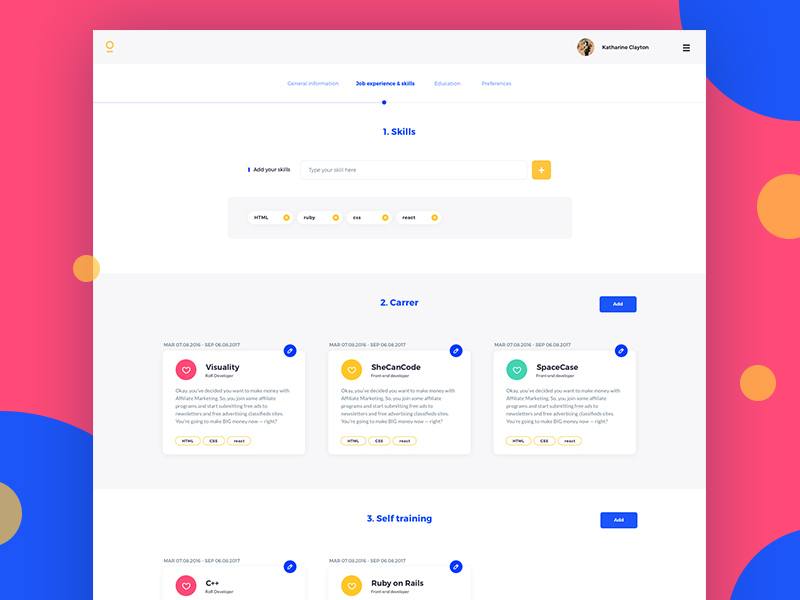 Katharine Clayton
General information Job experience & skills Education Preferences
1. Skills
Add your skills Type your skill here +
HTML ruby css react
2. Carrer Add
MAR 07.08.2016 - SEP 06.08.2017 MAR 07.08.2016 - SEP 06.08.2017 MAR 07.08.2016 - SEP 06.08.2017
Visuality
RoR Developer
Okay, you've decided you want to make money with
Affiliate Marketing. So, you join some affiliate
programs and start submitting free ads to
newsletters and free advertising classifieds sites.
You're going to make BIG money now — right?
HTML CSS react
SheCanCode
Front-end developer
Okay, you've decided you want to make money with
Affiliate Marketing. So, you join some affiliate
programs and start submitting free ads to
newsletters and free advertising classifieds sites.
You're going to make BIG money now — right?
HTML CSS react
SpaceCase
Front-end developer
Okay, you've decided you want to make money with
Affiliate Marketing. So, you join some affiliate
programs and start submitting free ads to
newsletters and free advertising classifieds sites.
You're going to make BIG money now — right?
HTML CSS react
3. Self training Add
MAR 07.08.2016 - SEP 06.08.2017 MAR 07.08.2016 - SEP 06.08.2017
C++
RoR Developer
Ruby on Rails
Front-end developer